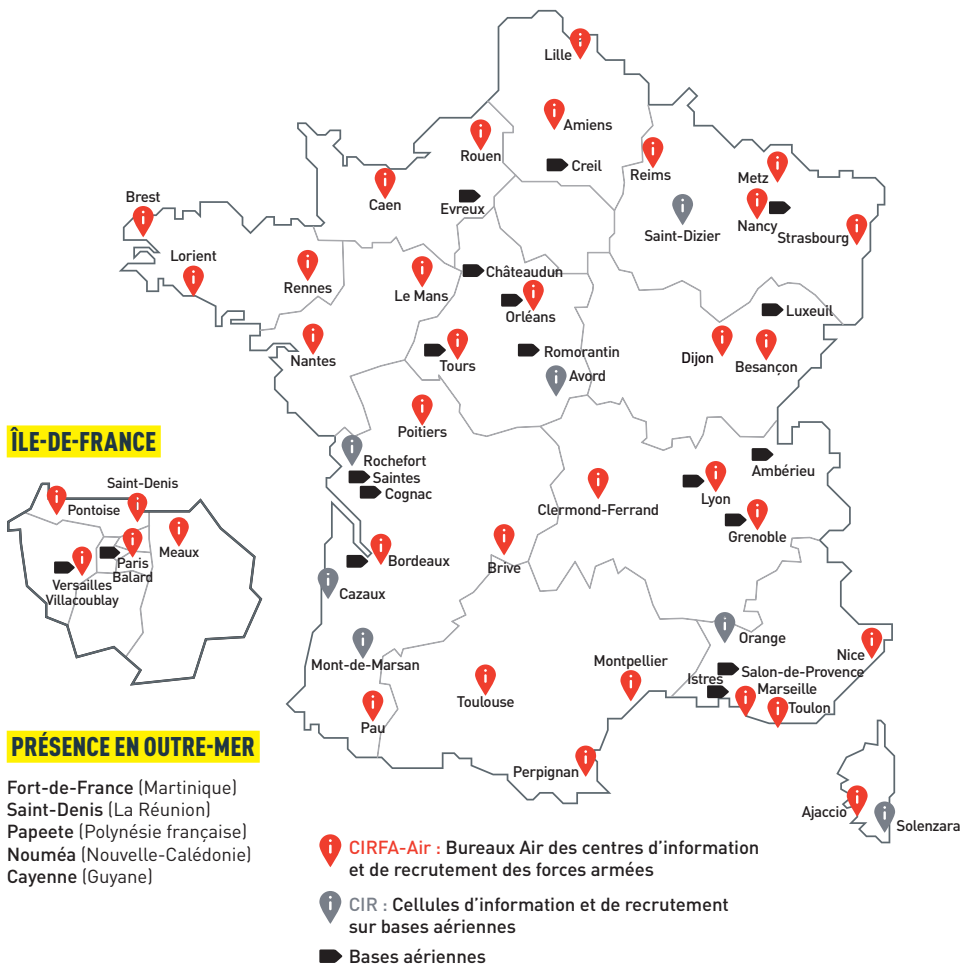 Lille
Amiens
Rouen
Creil
Reims
Metz
Caen
Evreux
Brest
Saint-Dizier
Nancy
Strasbourg
Lorient
Rennes
Le Mans
Châteaudun
Orléans
Luxeuil
Nantes
Tours
Romorantin
Dijon
Besançon
Avord
Poitiers
ÎLE-DE-FRANCE
Rochefort
Saintes
Cognac
Ambérieu
Lyon
Clermond-Ferrand
Grenoble
Saint-Denis
Pontoise
Meaux
Paris
Balard
Versailles
Villacoublay
Bordeaux
Brive
Cazaux
Orange
Mont-de-Marsan
Nice
Montpellier
Istres
Salon-de-Provence
Marseille
Toulon
Toulouse
Pau
Perpignan
Ajaccio
Solenzara
PRÉSENCE EN OUTRE-MER
Fort-de-France (Martinique)
Saint-Denis (La Réunion)
Papeete (Polynésie française)
Nouméa (Nouvelle-Calédonie)
Cayenne (Guyane)
CIRFA-Air : Bureaux Air des centres d'information
et de recrutement des forces armées
CIR : Cellules d'information et de recrutement
sur bases aériennes
Bases aériennes